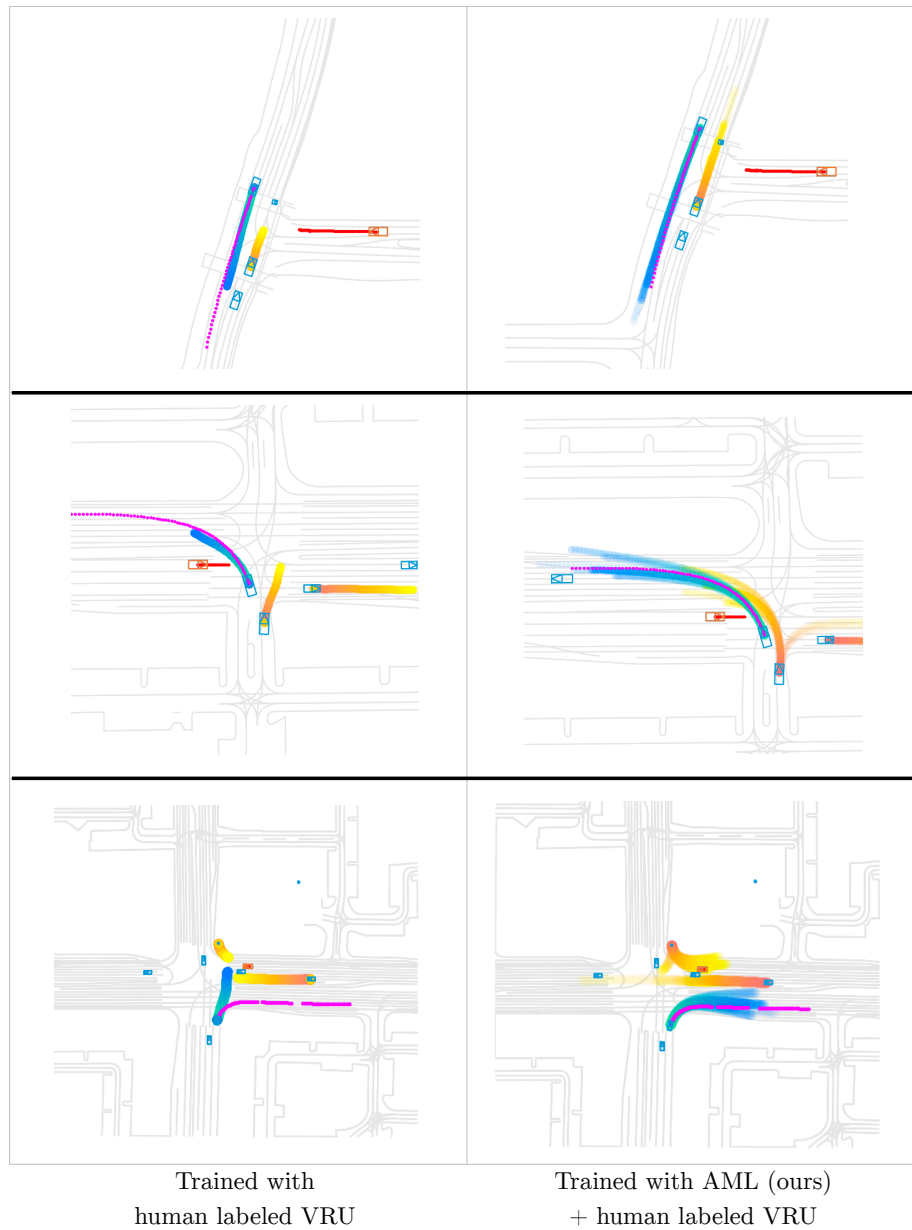 Trained with
human labeled VRU
Trained with AML (ours)
+ human labeled VRU